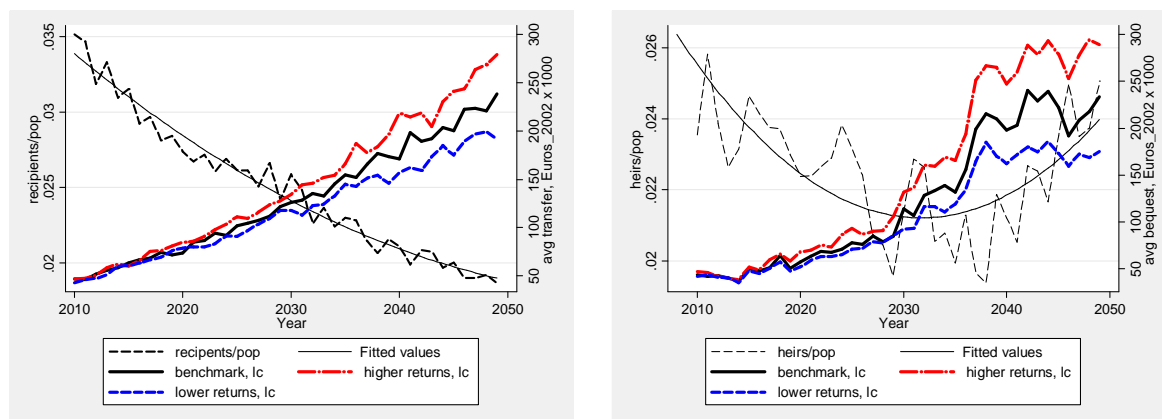 recipients/pop
.035
.03
.025
.02
300
250
200
150
100
50
avg transfer, Euros_2002 x 1000
2010 2020 2030 2040 2050
Year
recipents/pop Fitted values
benchmark, lc higher returns, lc
lower returns, lc
heirs/pop
.026
.024
.022
.02
300
250
200
150
100
50
avg bequest, Euros_2002 x 1000
2010 2020 2030 2040 2050
Year
heirs/pop Fitted values
benchmark, lc higher returns, lc
lower returns, lc